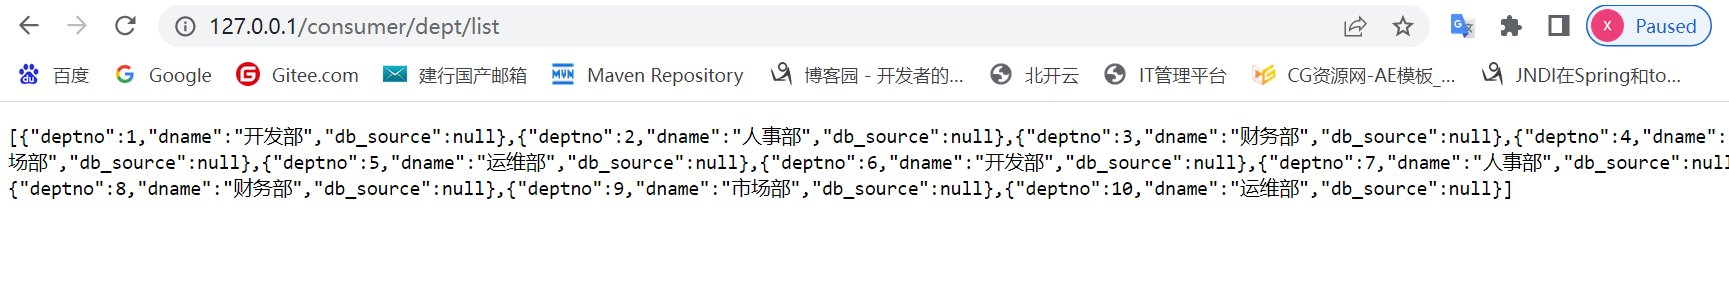 127.0.0.1/consumer/dept/list
X Paused
百度 Google Gitee.com 建行国产邮箱 Maven Repository 博客园 - 开发者的... 北开云 IT管理平台 CG资源网-AE模板_... JNDI在Spring和to...
[{"deptno":1,"dname":"开发部","db_source":null},{"deptno":2,"dname":"人事部","db_source":null},{"deptno":3,"dname":"财务部","db_source":null},{"deptno":4,"dname":
场部","db_source":null},{"deptno":5,"dname":"运维部","db_source":null},{"deptno":6,"dname":"开发部","db_source":null},{"deptno":7,"dname":"人事部","db_source":nul
{"deptno":8,"dname":"财务部","db_source":null},{"deptno":9,"dname":"市场部","db_source":null},{"deptno":10,"dname":"运维部","db_source":null}]